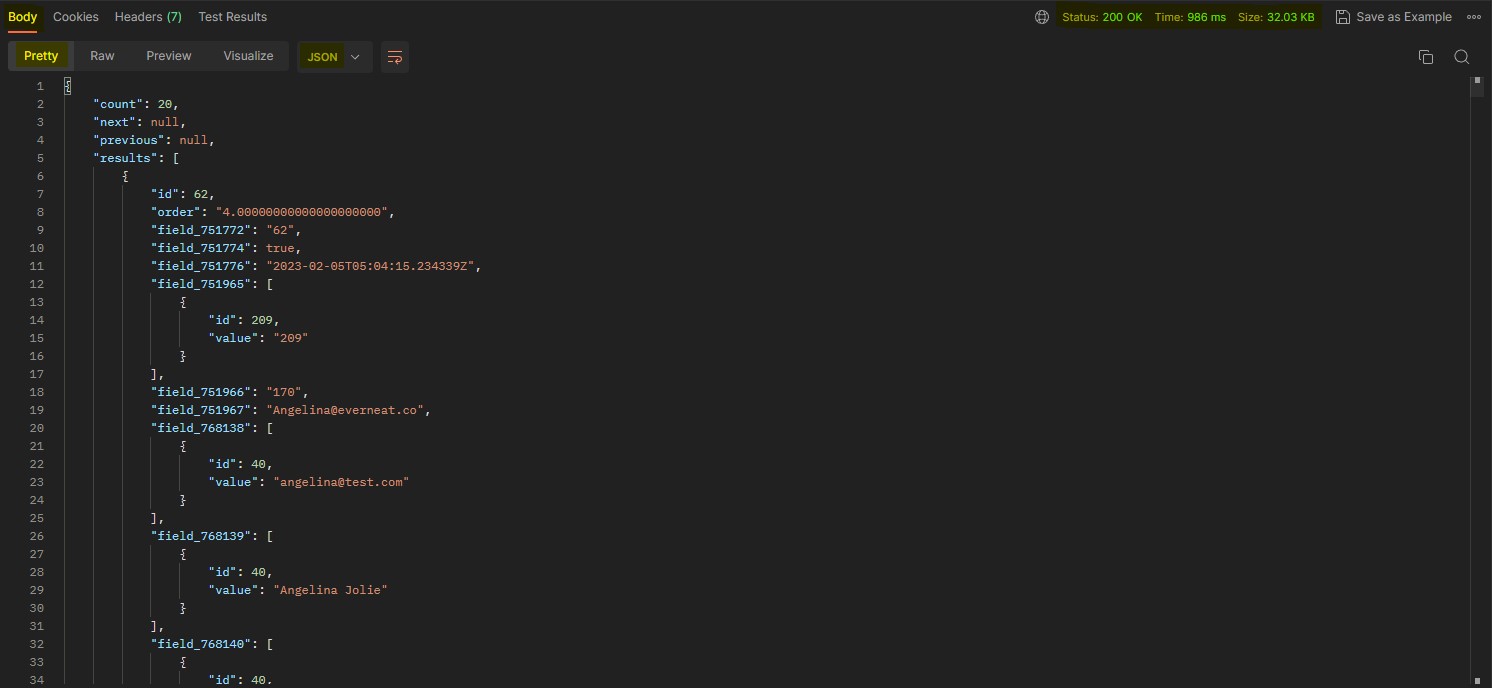 Body Cookies Headers (7) Test Results Status: 200 OK Time: 986 ms Size: 32.03 KB Save as Example
Pretty Raw Preview Visualize JSON
1 {
2 "count": 20,
3 "next": null,
4 "previous": null,
5 "results": [
6 {
7 "id": 62,
8 "order": "4.00000000000000000000",
9 "field_751772": "62",
10 "field_751774": true,
11 "field_751776": "2023-02-05T05:04:15.234339Z",
12 "field_751965": [
13 {
14 "id": 209,
15 "value": "209"
16 }
17 ],
18 "field_751966": "170",
19 "field_751967": "Angelina@everneat.co",
20 "field_768138": [
21 {
22 "id": 40,
23 "value": "angelina@test.com"
24 }
25 ],
26 "field_768139": [
27 {
28 "id": 40,
29 "value": "Angelina Jolie"
30 }
31 ],
32 "field_768140": [
33 {
34 "id": 40,